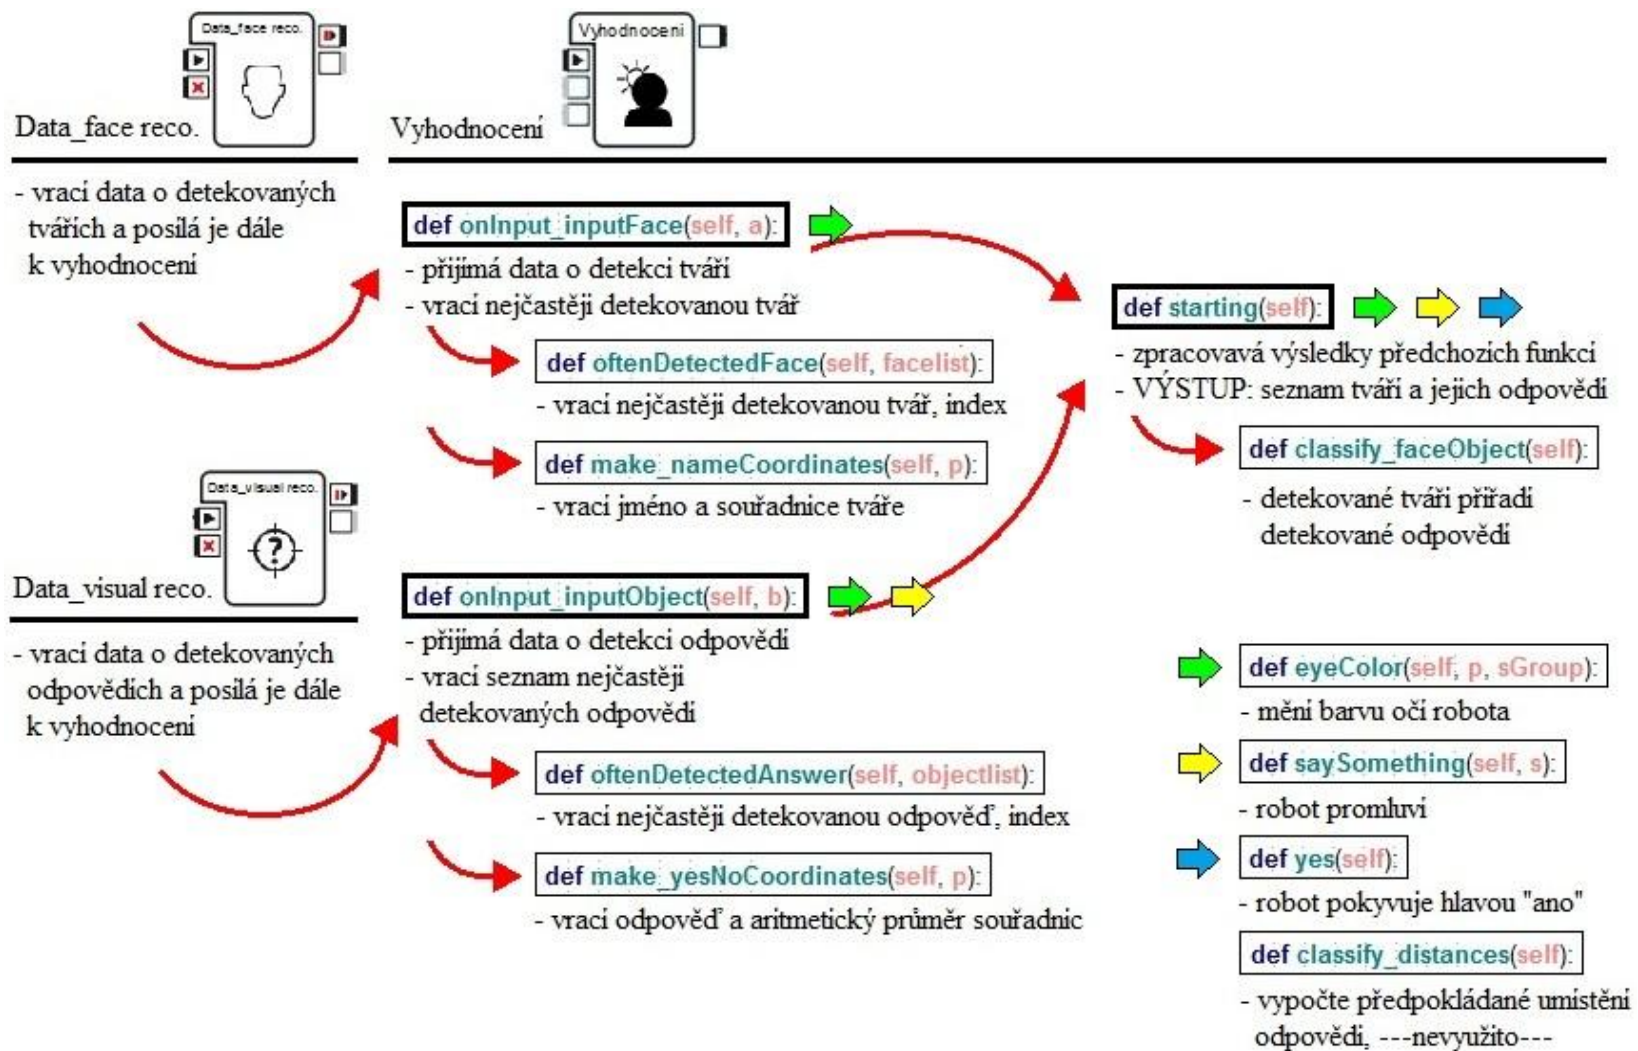 Data_face reco.
Data_face reco.
- vrací data o detekovaných
tvářích a posílá je dále
k vyhodnocení
Vyhodnoceni
Vyhodnocení
def onInput_inputFace(self, a):
- přijímá data o detekci tváří
- vrací nejčastěji detekovanou tvář
def oftenDetectedFace(self, facelist):
- vrací nejčastěji detekovanou tvář, index
def make_nameCoordinates(self, p):
- vrací jméno a souřadnice tváře
def starting(self):
- zpracovavá výsledky předchozích funkcí
- VÝSTUP: seznam tváří a jejich odpovědí
def classify_faceObject(self):
- detekované tváři přiřadí
detekované odpovědí
Data_visual reco.
?
Data_visual reco.
- vrací data o detekovaných
odpovědích a posílá je dále
k vyhodnocení
def onInput_inputObject(self, b):
- přijímá data o detekci odpovědí
- vrací seznam nejčastěji
detekovaných odpovědí
def oftenDetectedAnswer(self, objectlist):
- vrací nejčastěji detekovanou odpověď, index
def make_yesNoCoordinates(self, p):
- vrací odpověď a aritmetický průměr souřadnic
def eyeColor(self, p, sGroup):
- mění barvu očí robota
def saySomething(self, s):
- robot promluví
def yes(self):
- robot pokyvuje hlavou "ano"
def classify_distances(self):
- vypočte předpokládané umístění
odpovědi, ---nevyužito---